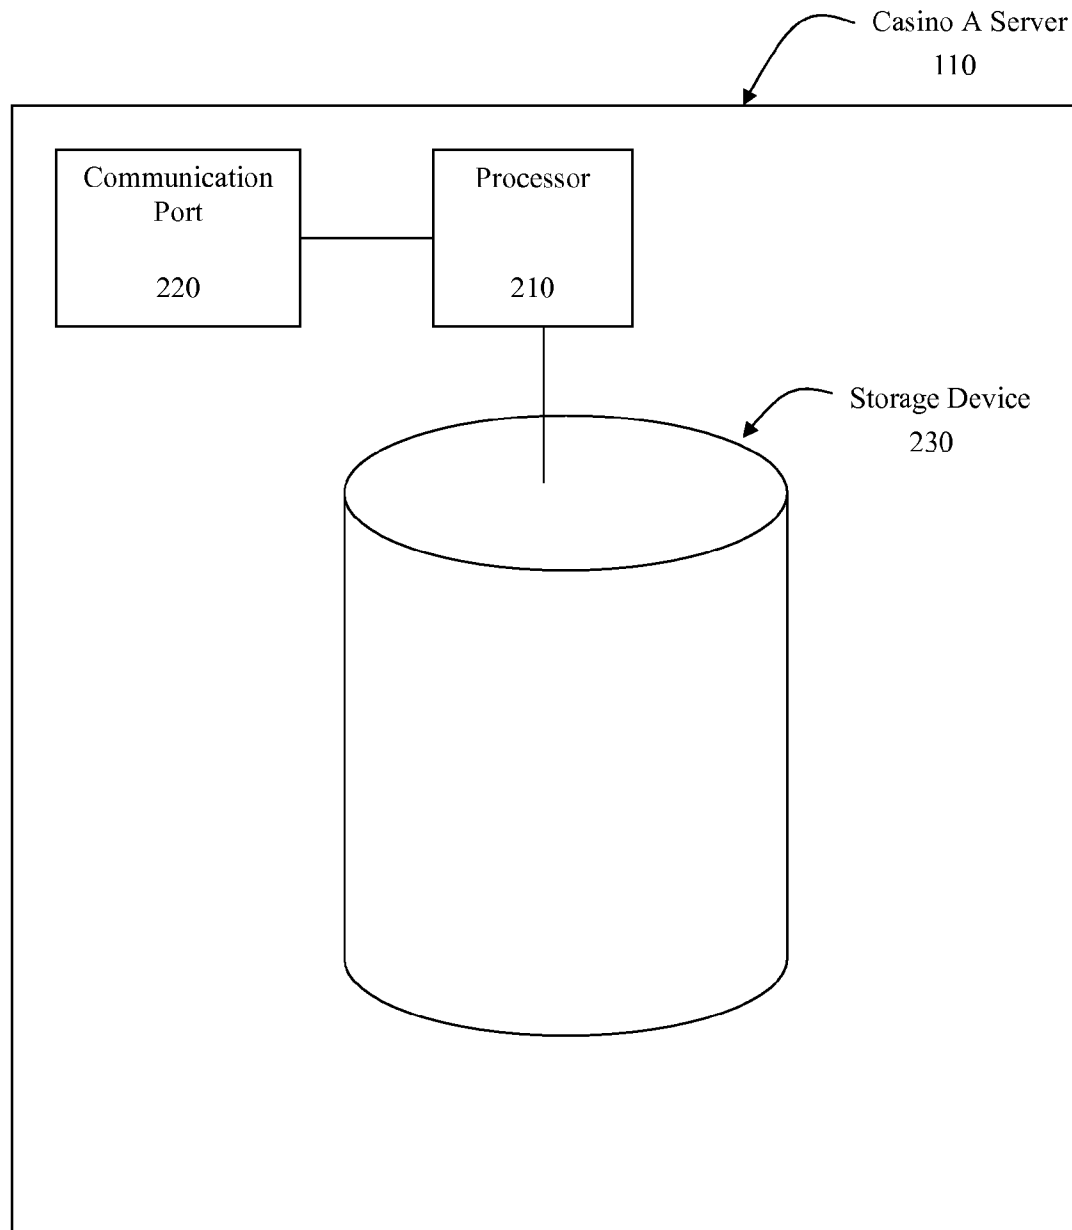 Casino A Server
110
Communication
Port
220
Processor
210
Storage Device
230